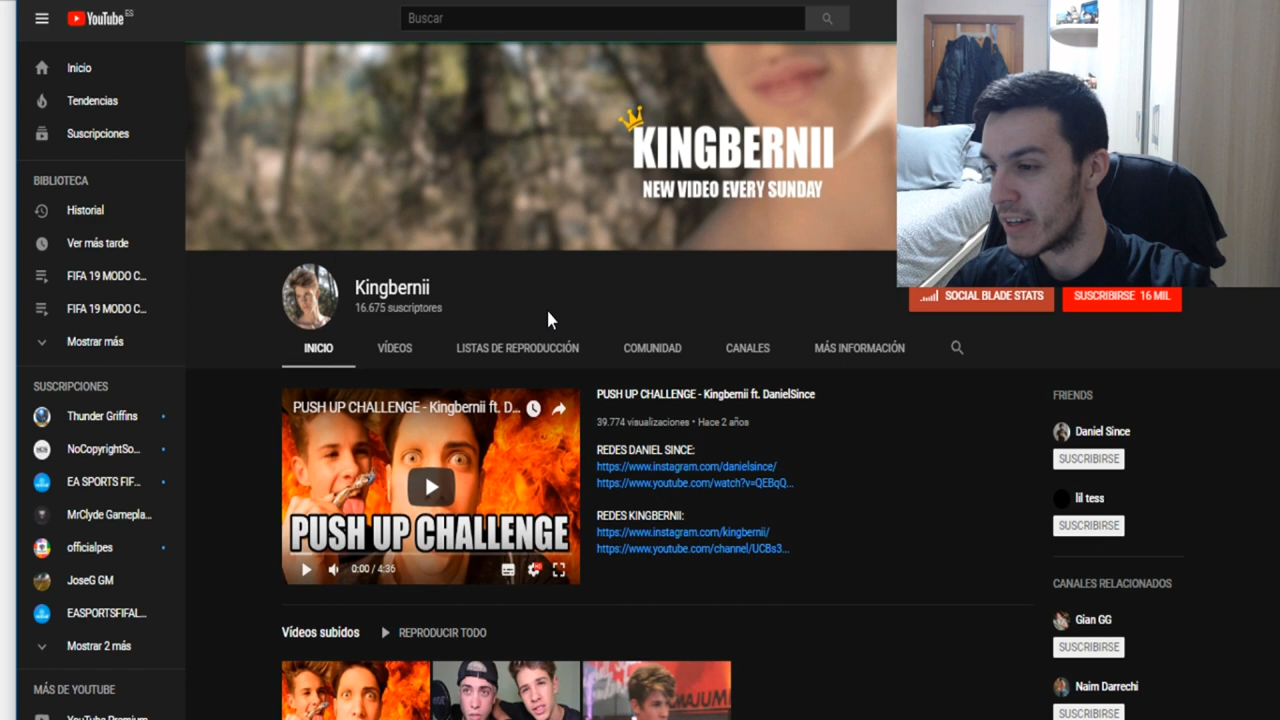 YouTube ES
Buscar
Inicio
Tendencias
Suscripciones
BIBLIOTECA
Historial
Ver más tarde
FIFA 19 MODO C...
FIFA 19 MODO C...
Mostrar más
SUSCRIPCIONES
Thunder Griffins
NoCopyrightSo...
EA SPORTS FIF...
MrClyde Gamepla...
officialpes
JoseG GM
EASPORTSFIFAL...
Mostrar 2 más
MÁS DE YOUTUBE
YouTube Premium
KINGBERNII
NEW VIDEO EVERY SUNDAY
Kingbernii
16.675 suscriptores
SOCIAL BLADE STATS
SUSCRIBIRSE 16 MIL
INICIO
VÍDEOS
LISTAS DE REPRODUCCIÓN
COMUNIDAD
CANALES
MÁS INFORMACIÓN
PUSH UP CHALLENGE - Kingbernii ft. D...
PUSH UP CHALLENGE
0:00 / 4:36
PUSH UP CHALLENGE - Kingbernii ft. DanielSince
39.774 visualizaciones • Hace 2 años
REDES DANIEL SINCE:
https://www.instagram.com/danielsince/
https://www.youtube.com/watch?v=QEBqQ...
REDES KINGBERNII:
https://www.instagram.com/kingbernii/
https://www.youtube.com/channel/UCBs3...
Vídeos subidos
REPRODUCIR TODO
FRIENDS
Daniel Since
SUSCRIBIRSE
lil tess
SUSCRIBIRSE
CANALES RELACIONADOS
Gian GG
SUSCRIBIRSE
Naim Darrechi
SUSCRIBIRSE